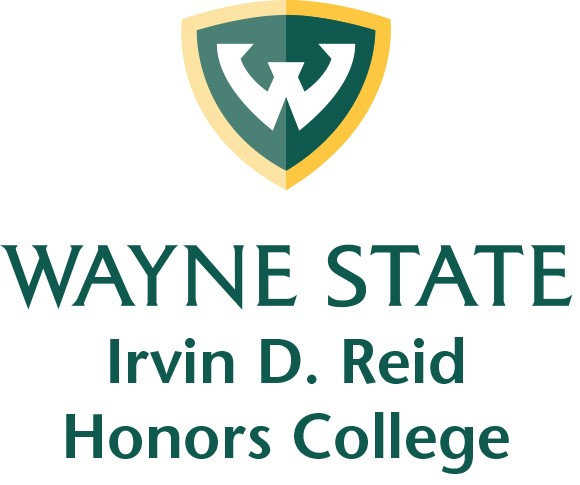 W
WAYNE STATE
Irvin D. Reid
Honors College